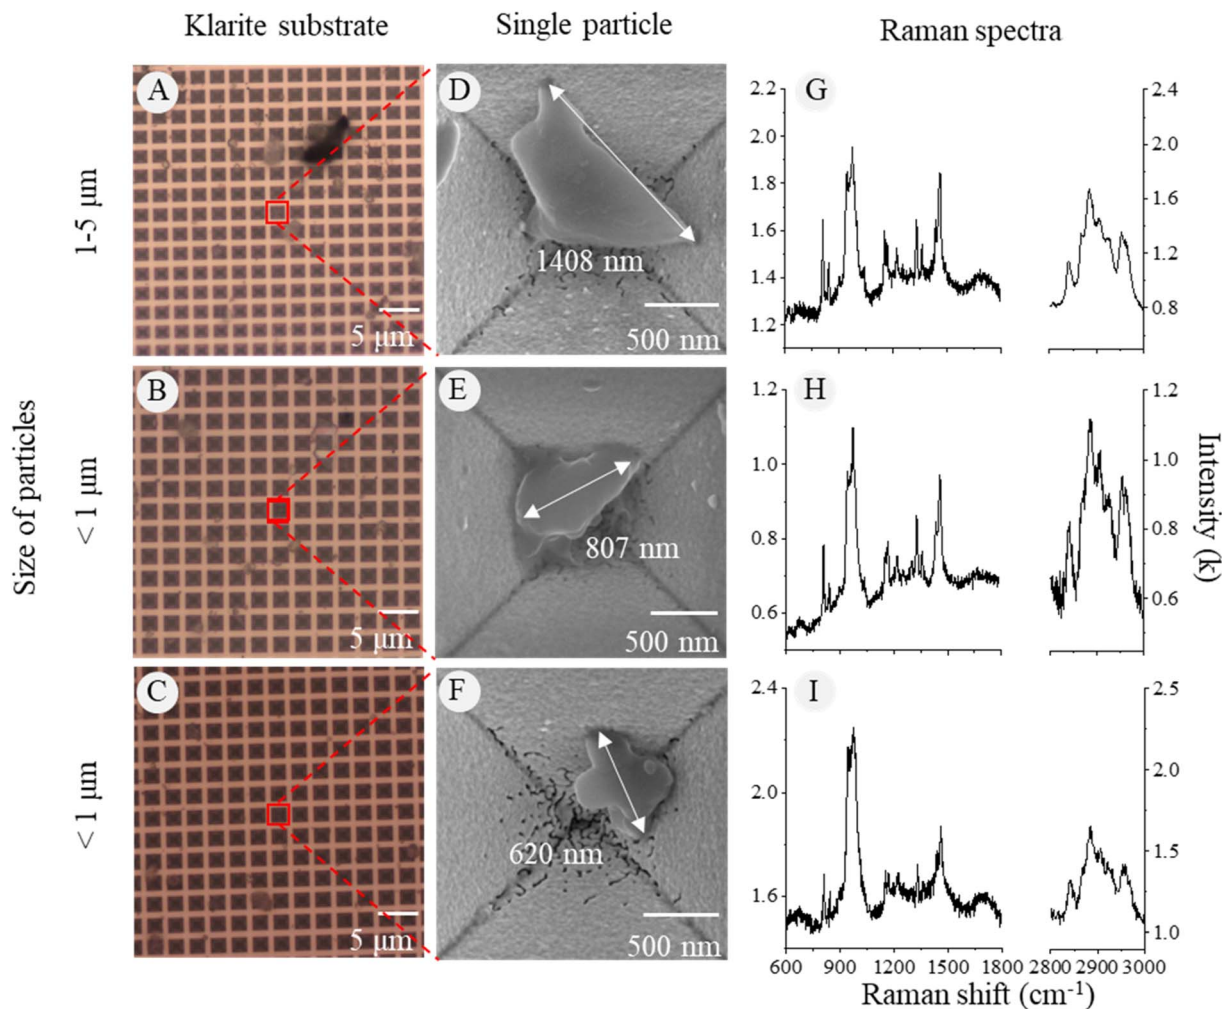 Klarite substrate
Single particle
Raman spectra
Size of particles
1-5 μm
A
5 μm
D
1408 nm
500 nm
G
2.2
2.0
1.8
1.6
1.4
1.2
2.4
2.0
1.6
1.2
0.8
< 1 μm
B
5 μm
E
807 nm
500 nm
H
1.2
1.0
0.8
0.6
1.2
1.0
0.8
0.6
Intensity (k)
< 1 μm
C
5 μm
F
620 nm
500 nm
I
2.4
2.0
1.6
2.5
2.0
1.5
1.0
600 900 1200 1500 1800 2800 2900 3000
Raman shift (cm-1)